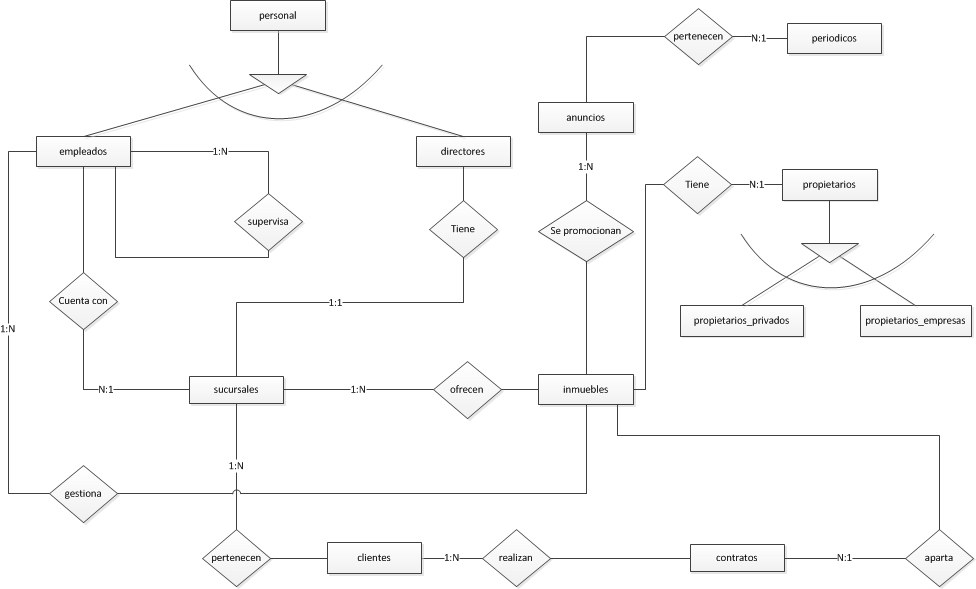 personal
pertenecen
N:1
periodicos
anuncios
empleados
1:N
directores
1:N
Tiene
N:1
propietarios
supervisa
Tiene
Se promocionan
Cuenta con
1:1
propietarios_privados
propietarios_empresas
1:N
N:1
sucursales
1:N
ofrecen
inmuebles
1:N
gestiona
pertenecen
clientes
1:N
realizan
contratos
N:1
aparta